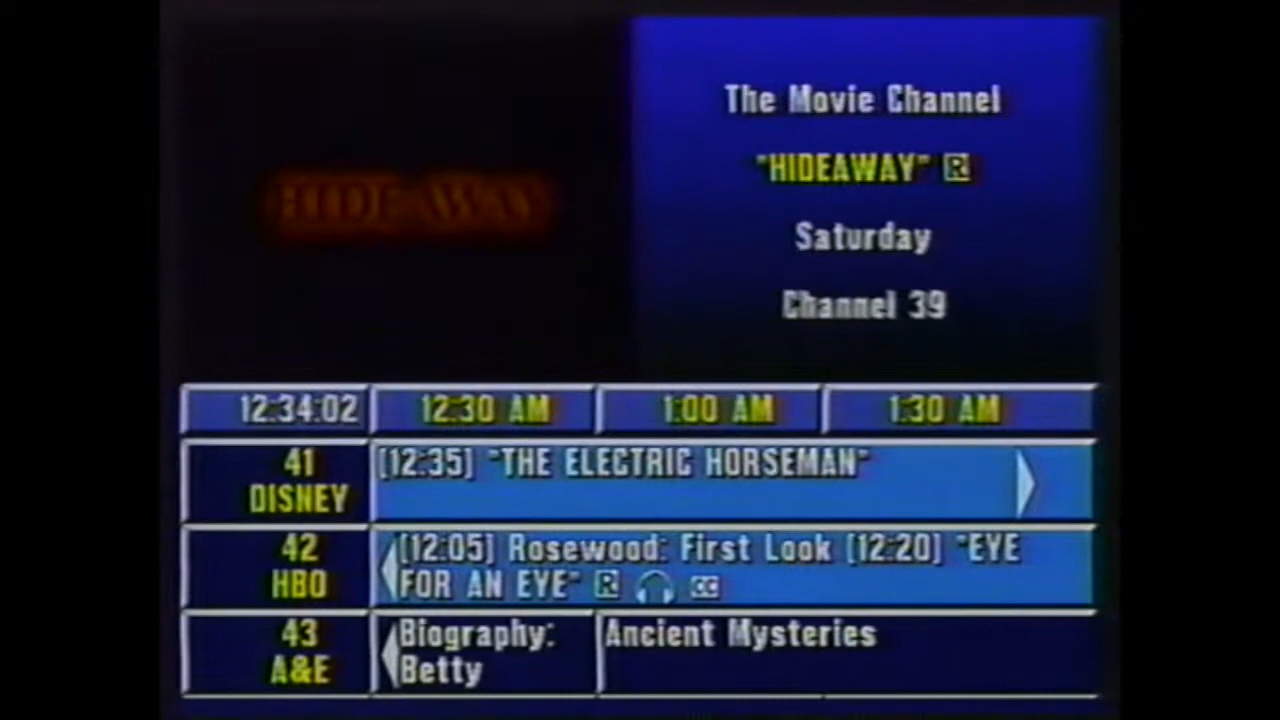 HIDEAWAY
The Movie Channel
"HIDEAWAY" R
Saturday
Channel 39
12:34:02 12:30 AM 1:00 AM 1:30 AM
41
DISNEY
[12:35] "THE ELECTRIC HORSEMAN"
42
HBO
[12:05] Rosewood: First Look [12:20] "EYE
FOR AN EYE" R CC
43
A&E
Biography:
Betty
Ancient Mysteries